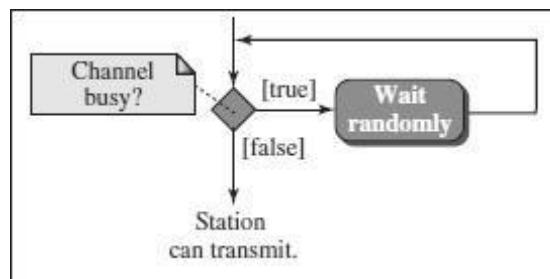 Channel
busy?
[true]
Wait
randomly
[false]
Station
can transmit.